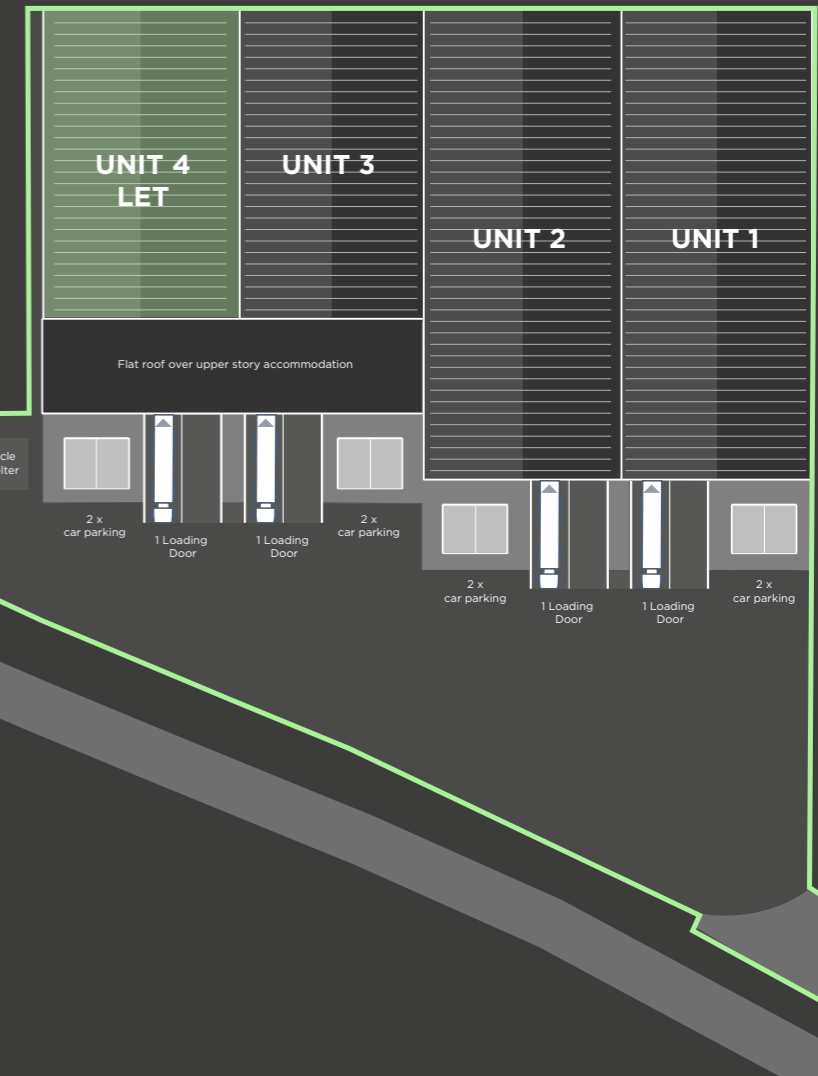 UNIT 4
LET
UNIT 3
UNIT 2
UNIT 1
Flat roof over upper story accommodation
2 x
car parking
1 Loading
Door
1 Loading
Door
2 x
car parking
2 x
car parking
1 Loading
Door
1 Loading
Door
2 x
car parking